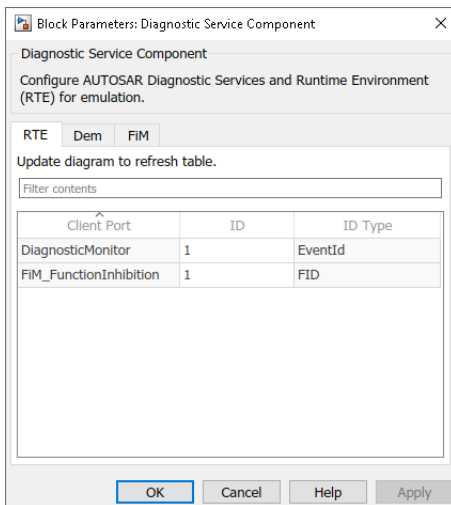 Block Parameters: Diagnostic Service Component
Diagnostic Service Component
Configure AUTOSAR Diagnostic Services and Runtime Environment
(RTE) for emulation.
RTE Dem FiM
Update diagram to refresh table.
Filter contents
Client Port ID ID Type
DiagnosticMonitor 1 EventId
FiM_FunctionInhibition 1 FID
OK Cancel Help Apply